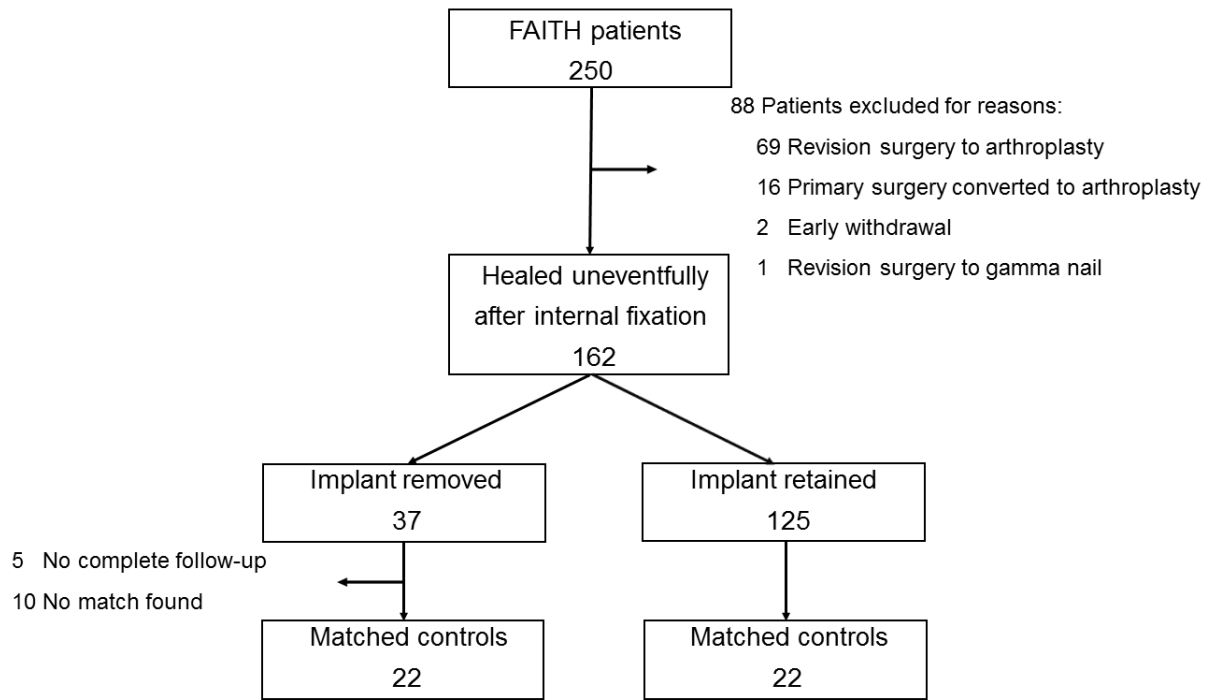 FAITH patients
250
88 Patients excluded for reasons:
69 Revision surgery to arthroplasty
16 Primary surgery converted to arthroplasty
2 Early withdrawal
1 Revision surgery to gamma nail
Healed uneventfully
after internal fixation
162
Implant removed
37
Implant retained
125
5 No complete follow-up
10 No match found
Matched controls
22
Matched controls
22